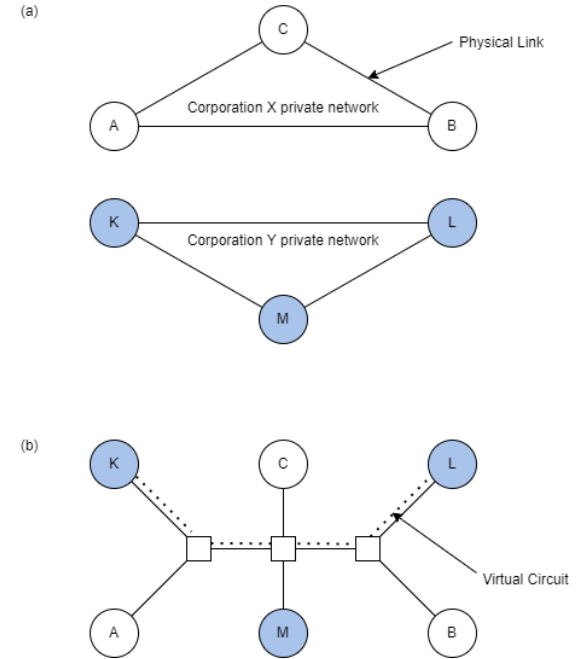 (a)
C
Physical Link
Corporation X private network
A
B
K
L
Corporation Y private network
M
(b)
K
C
L
Virtual Circuit
A
M
B